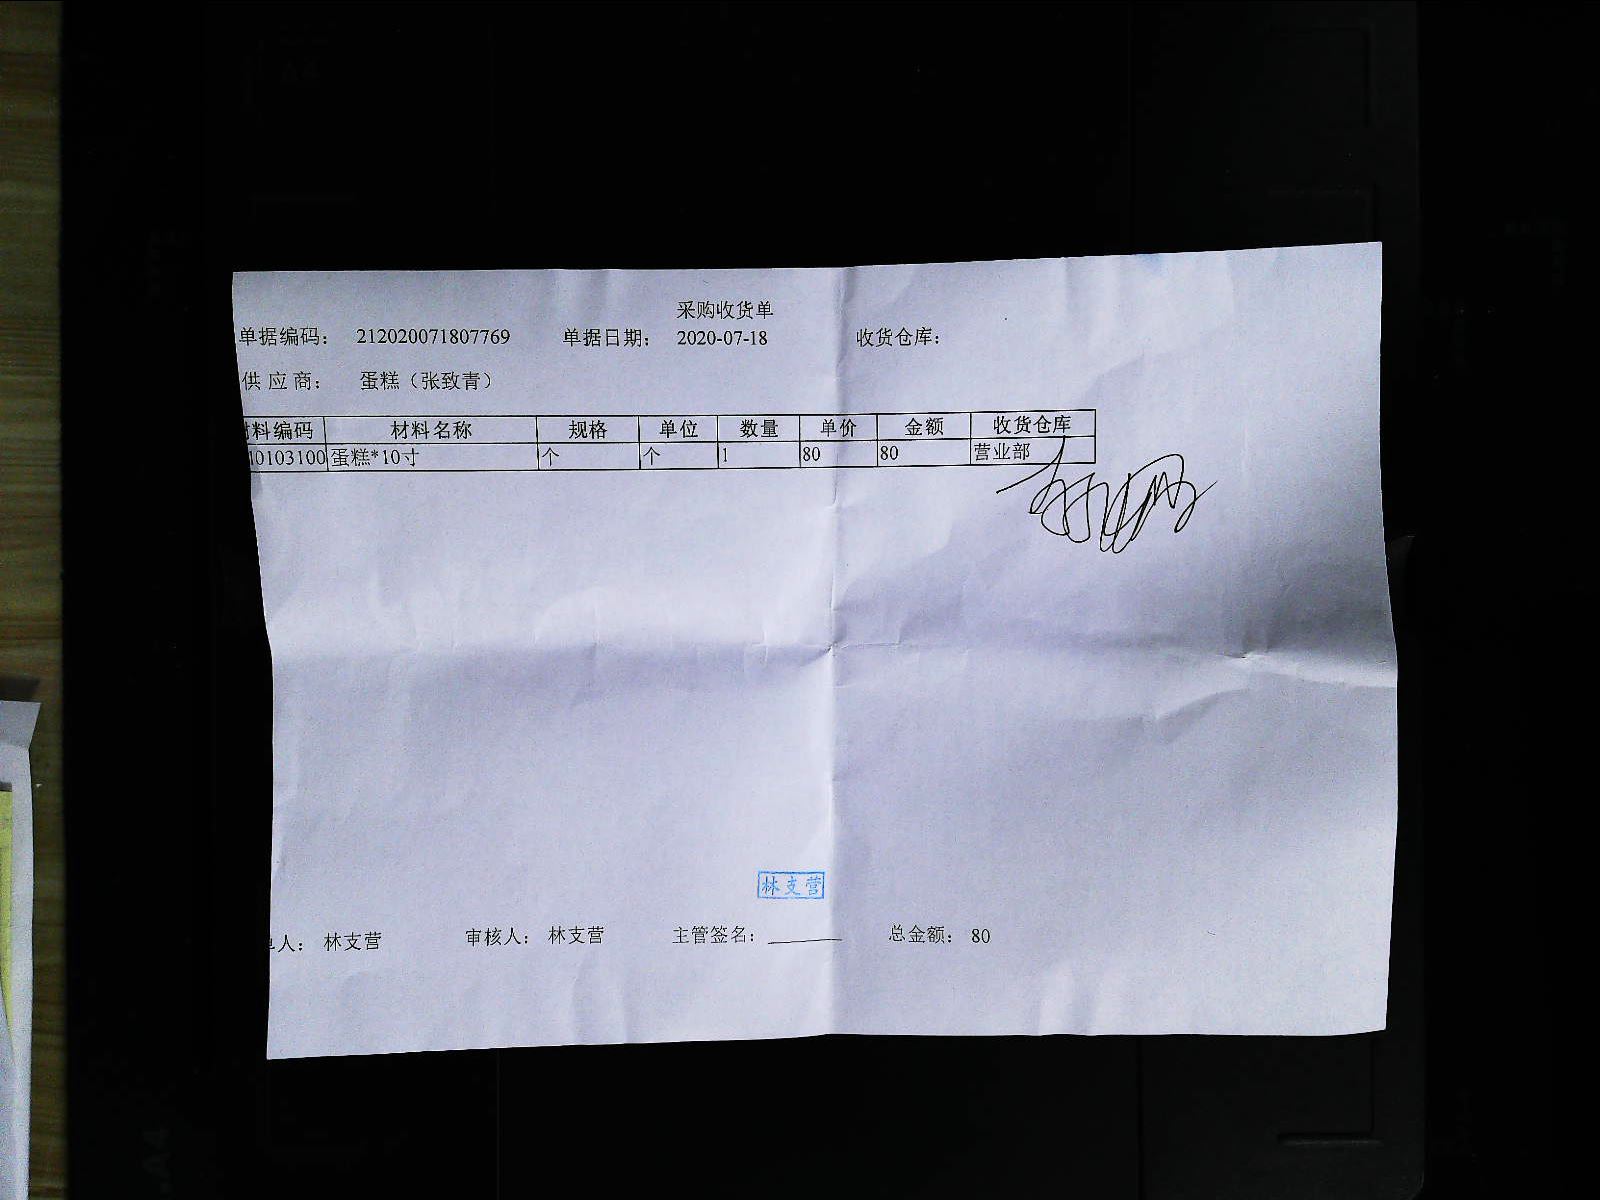 采购收货单
单据编码： 212020071807769 单据日期： 2020-07-18 收货仓库：
供应商： 蛋糕（张致青）
材料编码 材料名称 规格 单位 数量 单价 金额 收货仓库
10103100 蛋糕*10寸 个 个 1 80 80 营业部
林支营
单人： 林支营 审核人： 林支营 主管签名： 总金额： 80